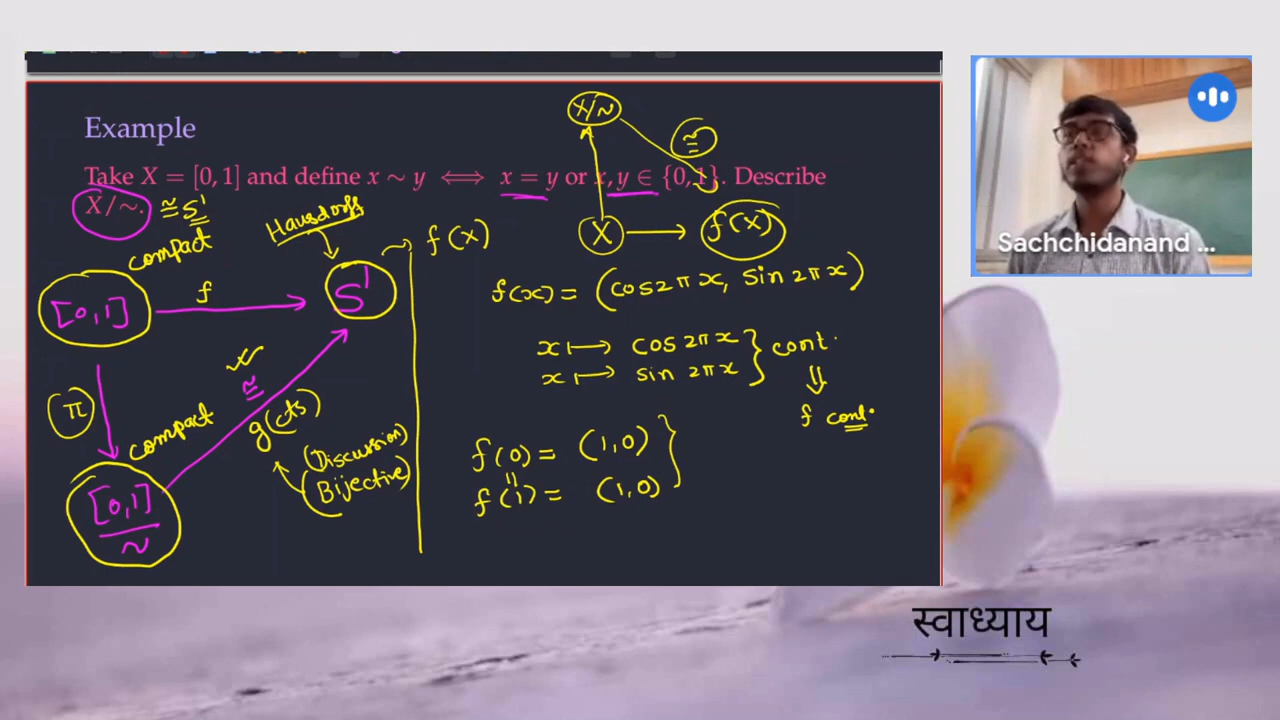 Example
Take X = [0, 1] and define x ∼ y ⟺ x = y or x, y ∈ {0, 1}. Describe
X/∼. ≅ S¹
X/∼
≅
X ⟶ f(X)
compact
Hausdorff
[0,1] f S¹
f(x)
π
≅
g(cts)
(Discussion)
(Bijective)
compact
[0,1]
∼
f(x) = (cos 2πx, sin 2πx)
x ⟼ cos 2πx } cont.
x ⟼ sin 2πx
⇓
f cont.
f(0) = (1,0) }
||
f(1) = (1,0)
Sachchidanand ...
स्वाध्याय